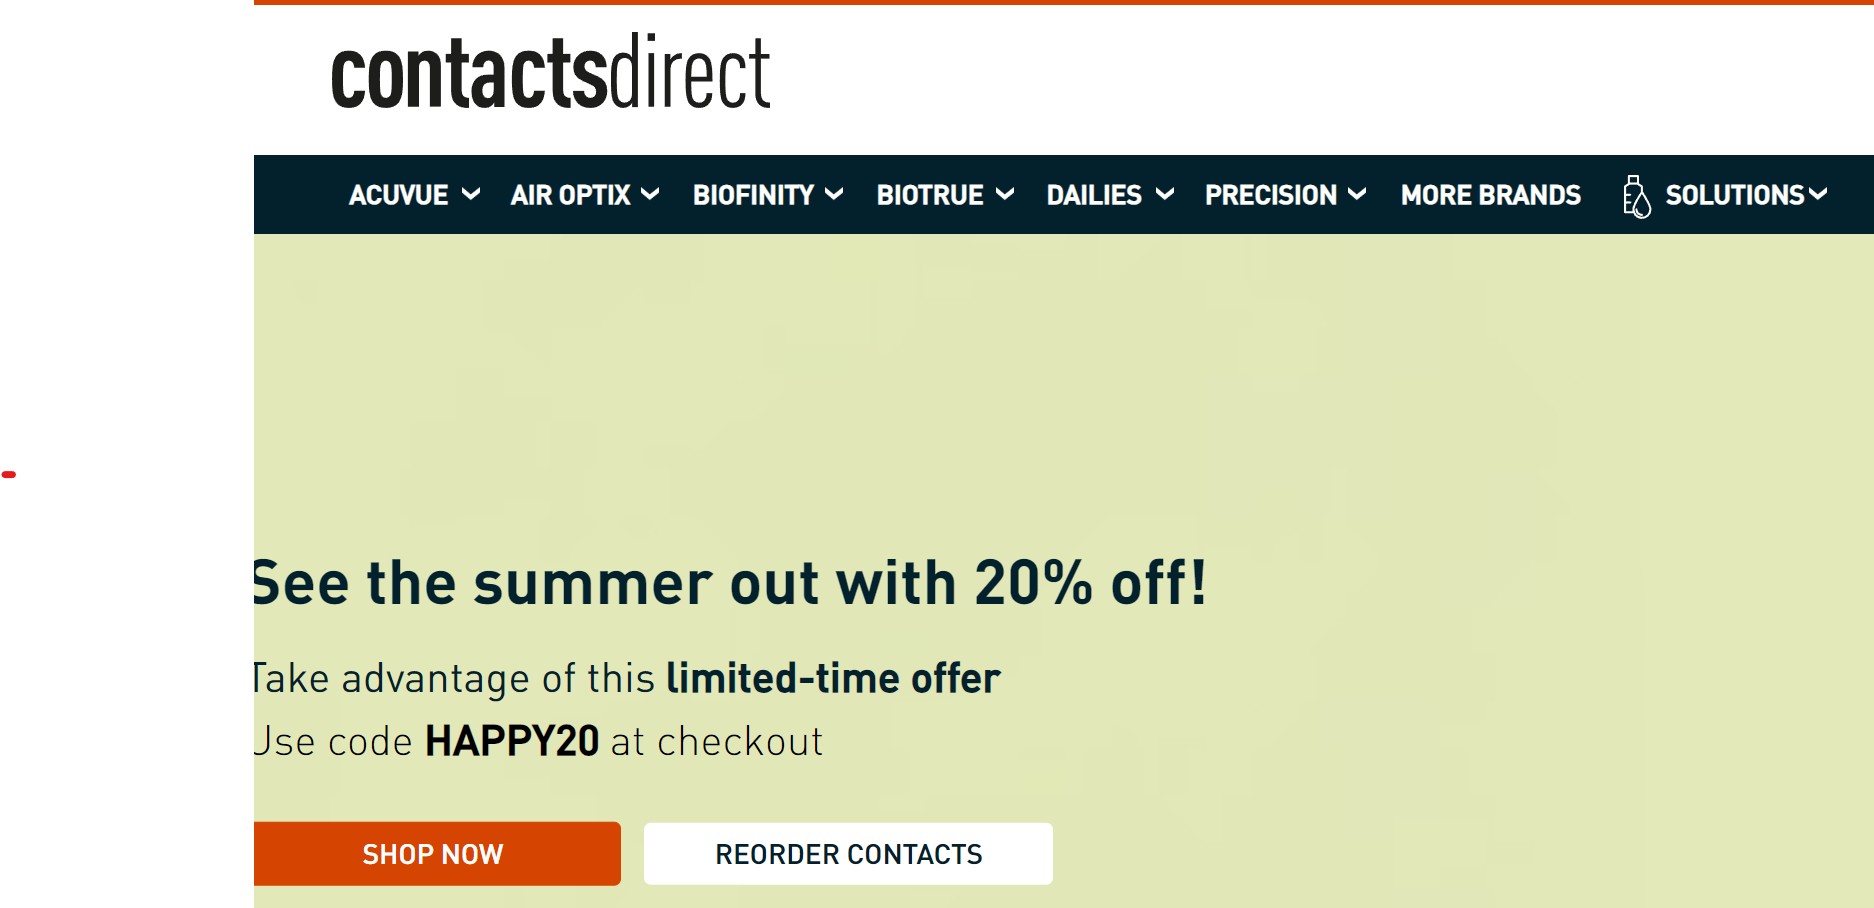 contactsdirect
ACUVUE AIR OPTIX BIOFINITY BIOTRUE DAILIES PRECISION MORE BRANDS SOLUTIONS
See the summer out with 20% off!
Take advantage of this limited-time offer
Use code HAPPY20 at checkout
SHOP NOW REORDER CONTACTS